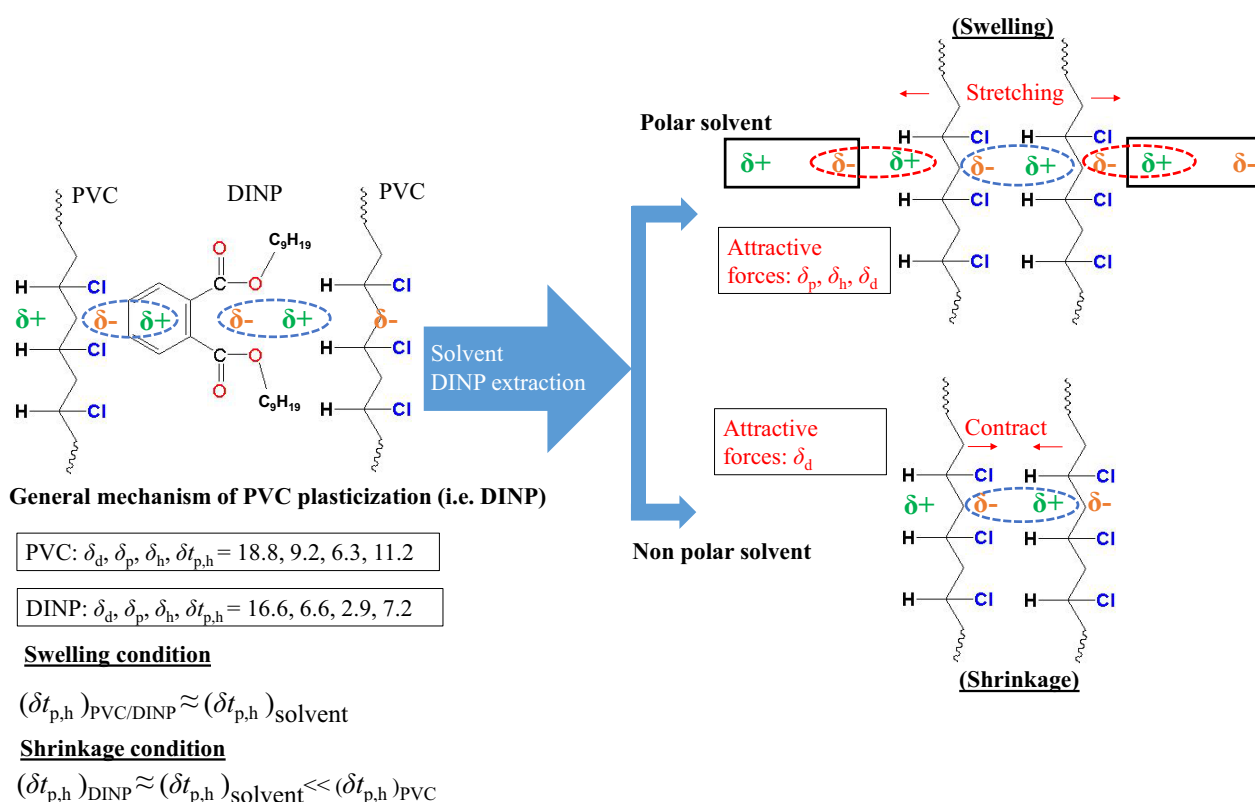 (Swelling)
Stretching
Polar solvent
H Cl H Cl
δ+ δ- δ+ δ- δ+ δ- δ+ δ-
H Cl H Cl
Attractive
forces: δp, δh, δd
H Cl H Cl
PVC DINP PVC
C9H19
O
H Cl C O H Cl
δ+ δ- δ+ δ- δ+ δ-
H Cl C O H Cl
O
H Cl C9H19 H Cl
Solvent
DINP extraction
General mechanism of PVC plasticization (i.e. DINP)
Attractive
forces: δd
Contract
H Cl H Cl
δ+ δ- δ+ δ-
H Cl H Cl
Non polar solvent
H Cl H Cl
(Shrinkage)
PVC: δd, δp, δh, δtp,h = 18.8, 9.2, 6.3, 11.2
DINP: δd, δp, δh, δtp,h = 16.6, 6.6, 2.9, 7.2
Swelling condition
(δtp,h)PVC/DINP ≈ (δtp,h)solvent
Shrinkage condition
(δtp,h)DINP ≈ (δtp,h)solvent << (δtp,h)PVC